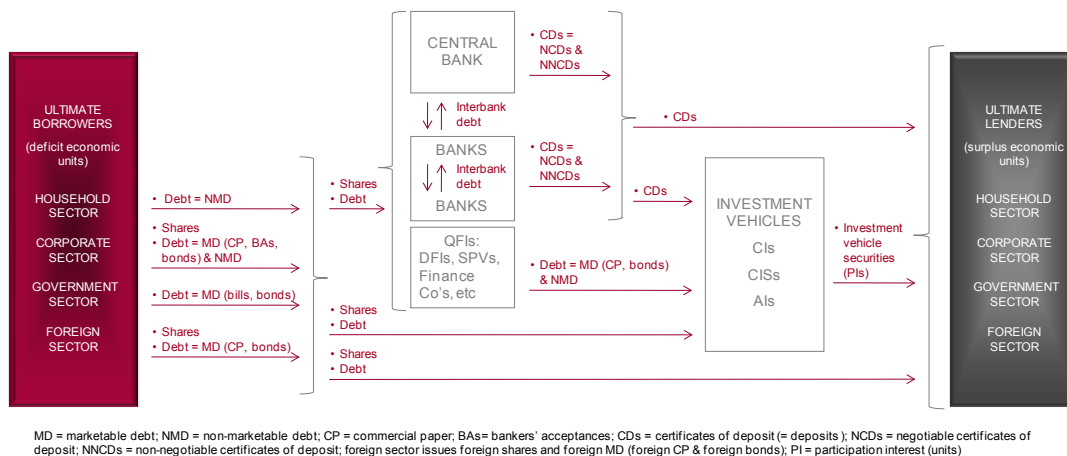 ULTIMATE
BORROWERS
(deficit economic
units)
HOUSEHOLD
SECTOR
CORPORATE
SECTOR
GOVERNMENT
SECTOR
FOREIGN
SECTOR
• Debt = NMD
• Shares
• Debt = MD (CP, BAs,
bonds) & NMD
• Debt = MD (bills, bonds)
• Shares
• Debt = MD (CP, bonds)
• Shares
• Debt
CENTRAL
BANK
Interbank
debt
BANKS
Interbank
debt
BANKS
QFIs:
DFIs, SPVs,
Finance
Co's, etc
• CDs =
NCDs &
NNCDs
• CDs =
NCDs &
NNCDs
• Debt = MD (CP, bonds)
& NMD
• Shares
• Debt
• Shares
• Debt
• CDs
• CDs
INVESTMENT
VEHICLES
CIs
CISs
AIs
• Investment
vehicle
securities
(PIs)
ULTIMATE
LENDERS
(surplus economic
units)
HOUSEHOLD
SECTOR
CORPORATE
SECTOR
GOVERNMENT
SECTOR
FOREIGN
SECTOR
MD = marketable debt; NMD = non-marketable debt; CP = commercial paper; BAs= bankers' acceptances; CDs = certificates of deposit (= deposits ); NCDs = negotiable certificates of
deposit; NNCDs = non-negotiable certificates of deposit; foreign sector issues foreign shares and foreign MD (foreign CP & foreign bonds); PI = participation interest (units)